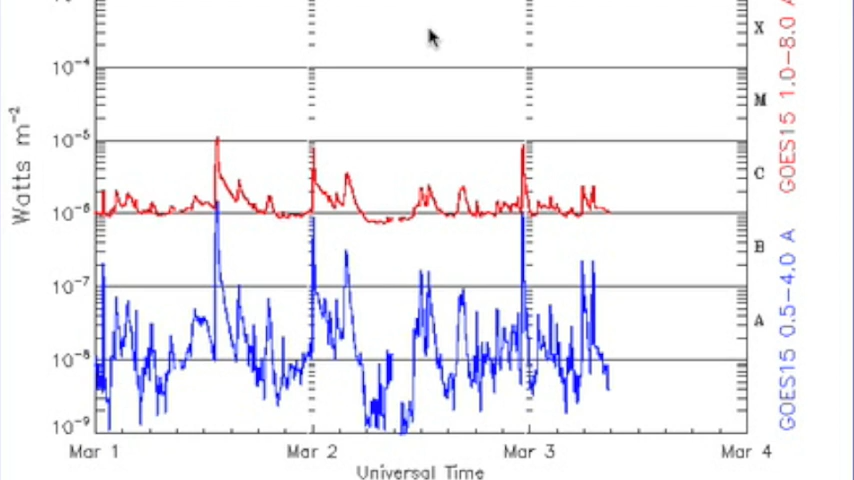 X
10⁻⁴
M
10⁻⁵
C
10⁻⁶
B
10⁻⁷
A
10⁻⁸
10⁻⁹
Watts m⁻²
GOES15 1.0-8.0 A
GOES15 0.5-4.0 A
Mar 1 Mar 2 Mar 3 Mar 4
Universal Time